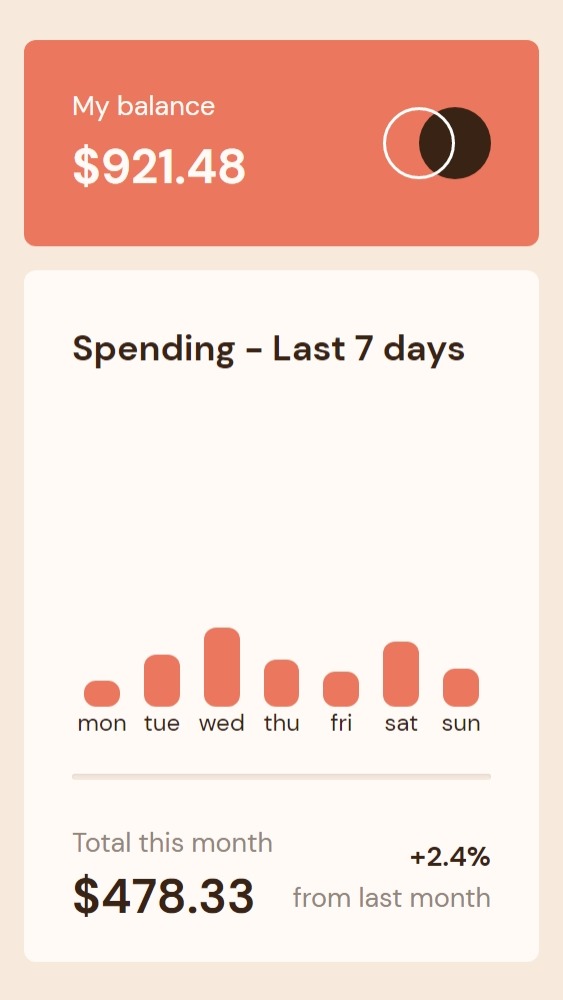 My balance
$921.48
Spending - Last 7 days
mon tue wed thu fri sat sun
Total this month
$478.33
+2.4%
from last month